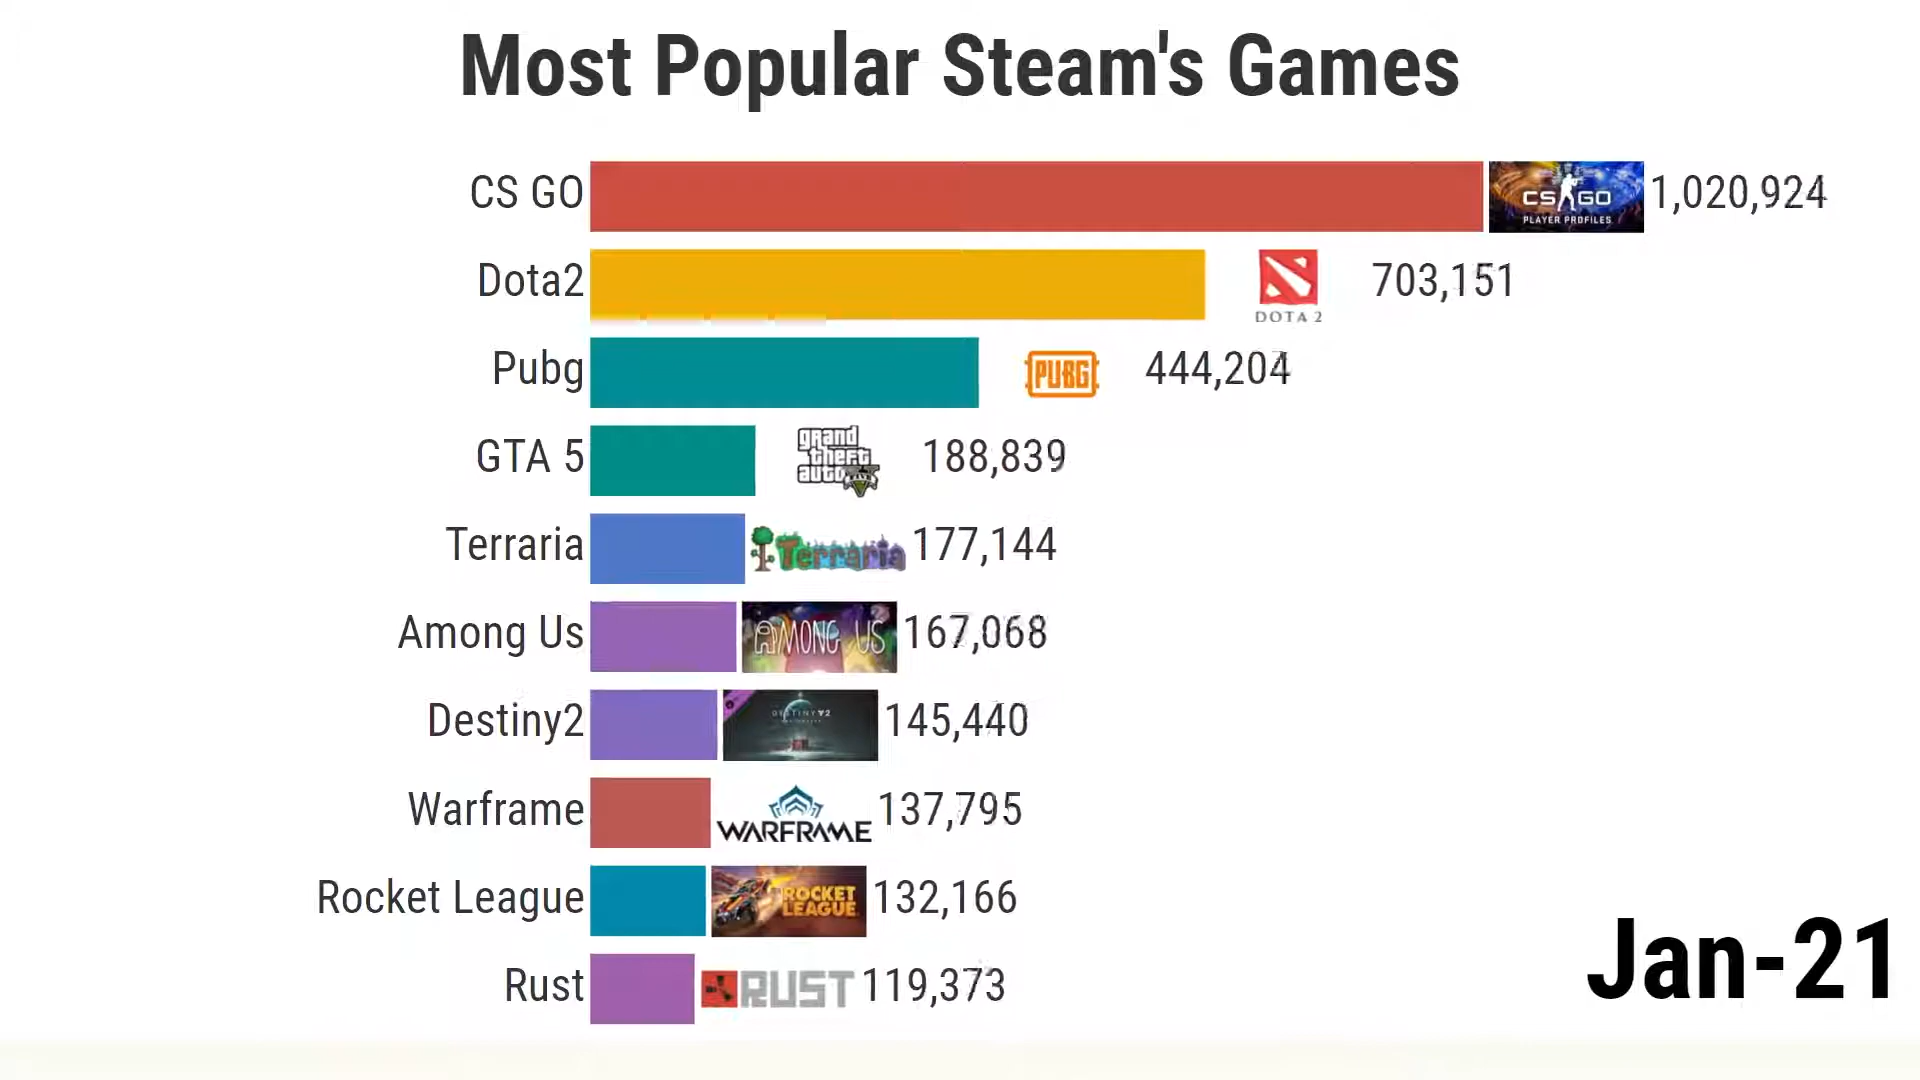 Most Popular Steam's Games
CS GO CS GO PLAYER PROFILES 1,020,924
Dota2 DOTA 2 703,151
Pubg PUBG 444,204
GTA 5 grand theft auto V 188,839
Terraria Terraria 177,144
Among Us AMONG US 167,068
Destiny2 DESTINY 2 145,440
Warframe WARFRAME 137,795
Rocket League ROCKET LEAGUE 132,166
Rust RUST 119,373
Jan-21